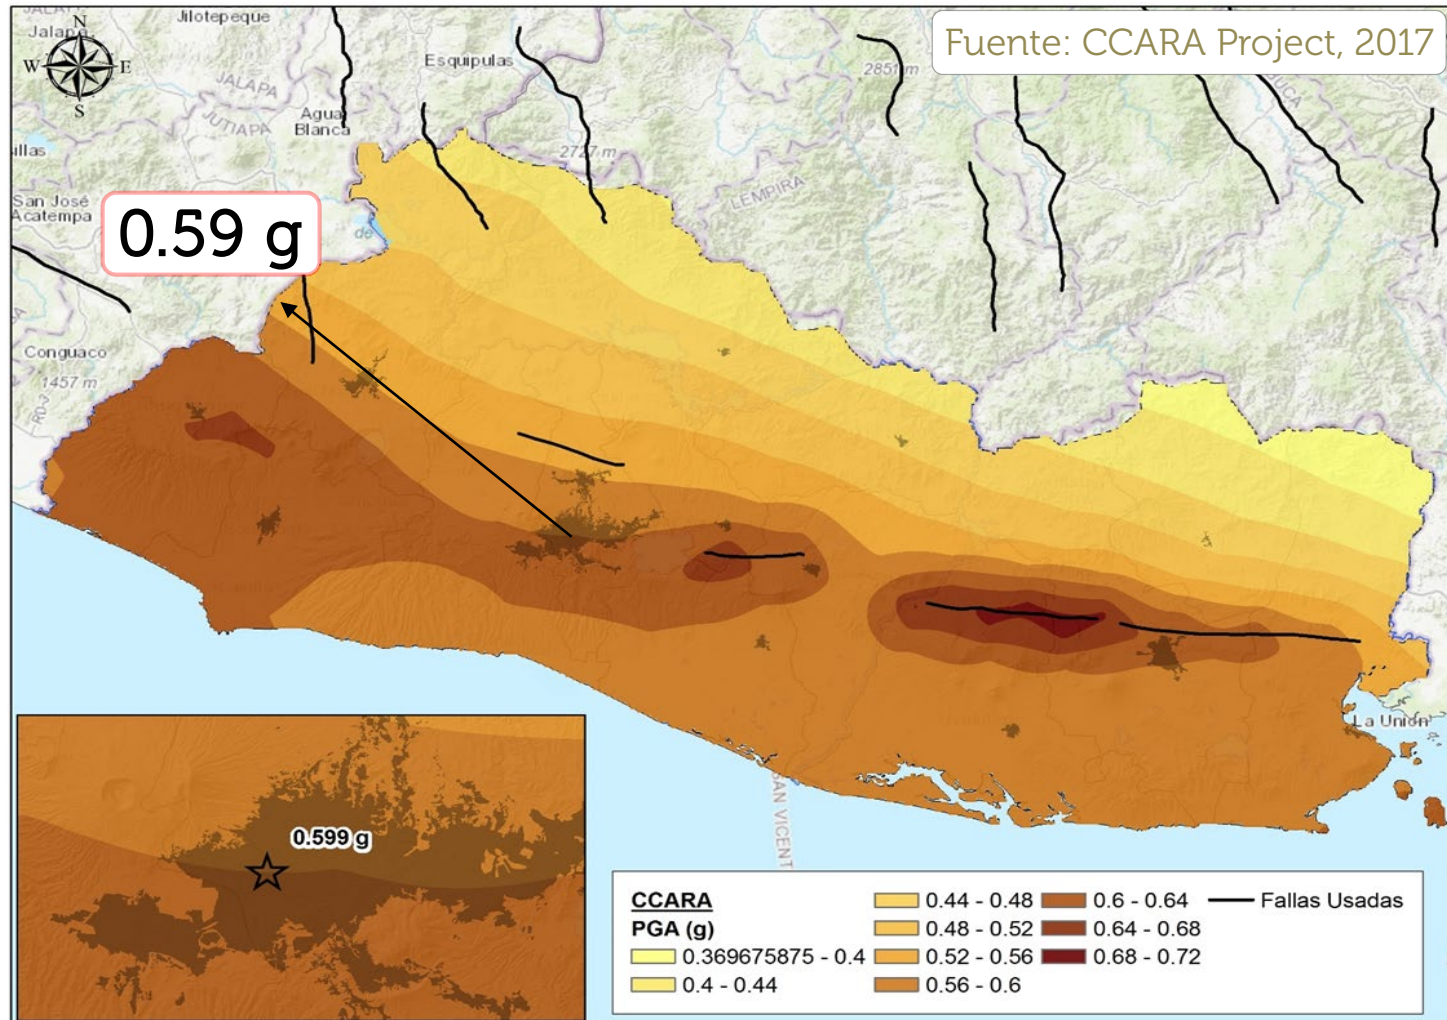 Fuente: CCARA Project, 2017
Jilotepeque
Jalapa
N
W
E
S
JALAPA
Esquipulas
2851 m
Agua
Blanca
JUTIAPA
2727 m
LEMPIRA
San José
Acatempa
0.59 g
de
Conguaco
1457 m
La Unión
SAN VICENT
0.599 g
CCARA
PGA (g)
0.369675875 - 0.4
0.4 - 0.44
0.44 - 0.48
0.48 - 0.52
0.52 - 0.56
0.56 - 0.6
0.6 - 0.64
0.64 - 0.68
0.68 - 0.72
Fallas Usadas